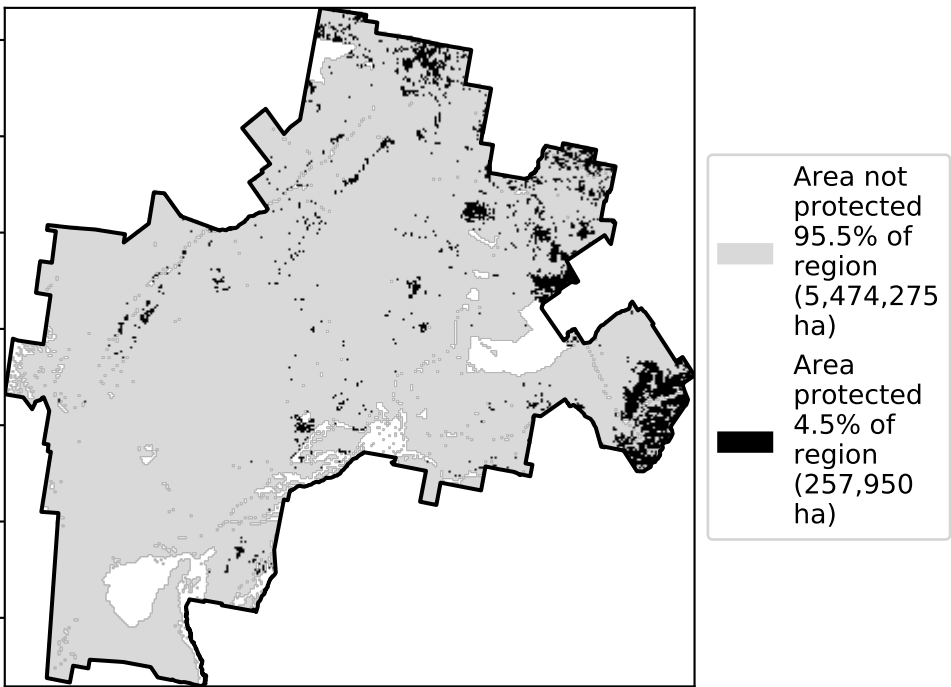 Area not
protected
95.5% of
region
(5,474,275
ha)
Area
protected
4.5% of
region
(257,950
ha)